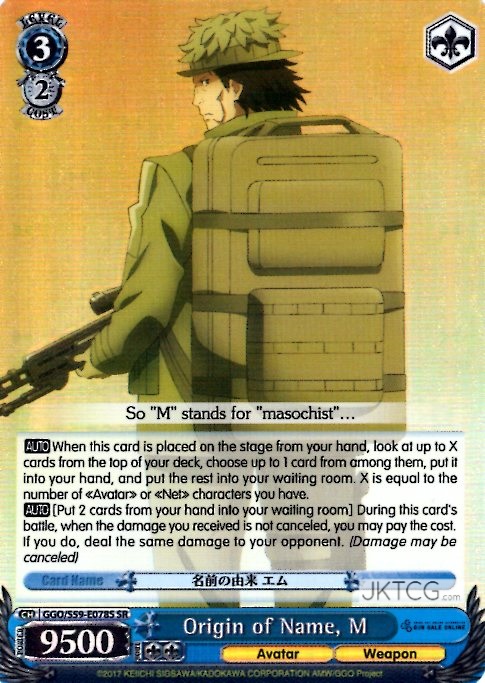 LEVEL
3
2
COST
So "M" stands for "masochist"…
AUTO When this card is placed on the stage from your hand, look at up to X
cards from the top of your deck, choose up to 1 card from among them, put it
into your hand, and put the rest into your waiting room. X is equal to the
number of «Avatar» or «Net» characters you have.
AUTO [Put 2 cards from your hand into your waiting room] During this card's
battle, when the damage you received is not canceled, you may pay the cost.
If you do, deal the same damage to your opponent. (Damage may be
canceled)
Card Name 名前の由来 エム
JKTCG.com
CH GGO/S59-E078S SR
POWER 9500 SOUL
Origin of Name, M
GUN GALE ONLINE
Avatar Weapon
©2017 KEIICHI SIGSAWA/KADOKAWA CORPORATION AMW/GGO Project